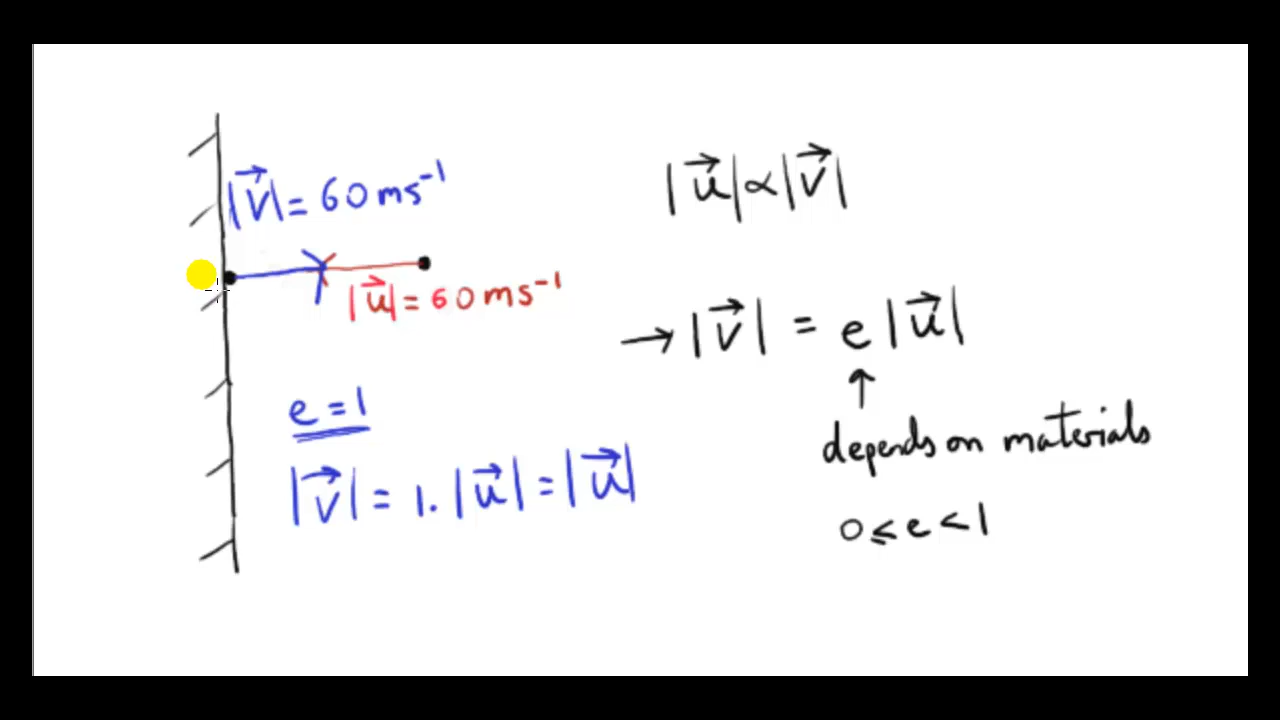 |v⃗| = 60 ms⁻¹
|u⃗| = 60 ms⁻¹
e = 1
|v⃗| = 1. |u⃗| = |u⃗|
|u⃗| ∝ |v⃗|
→ |v⃗| = e |u⃗|
↑
depends on materials
0 ≤ e < 1